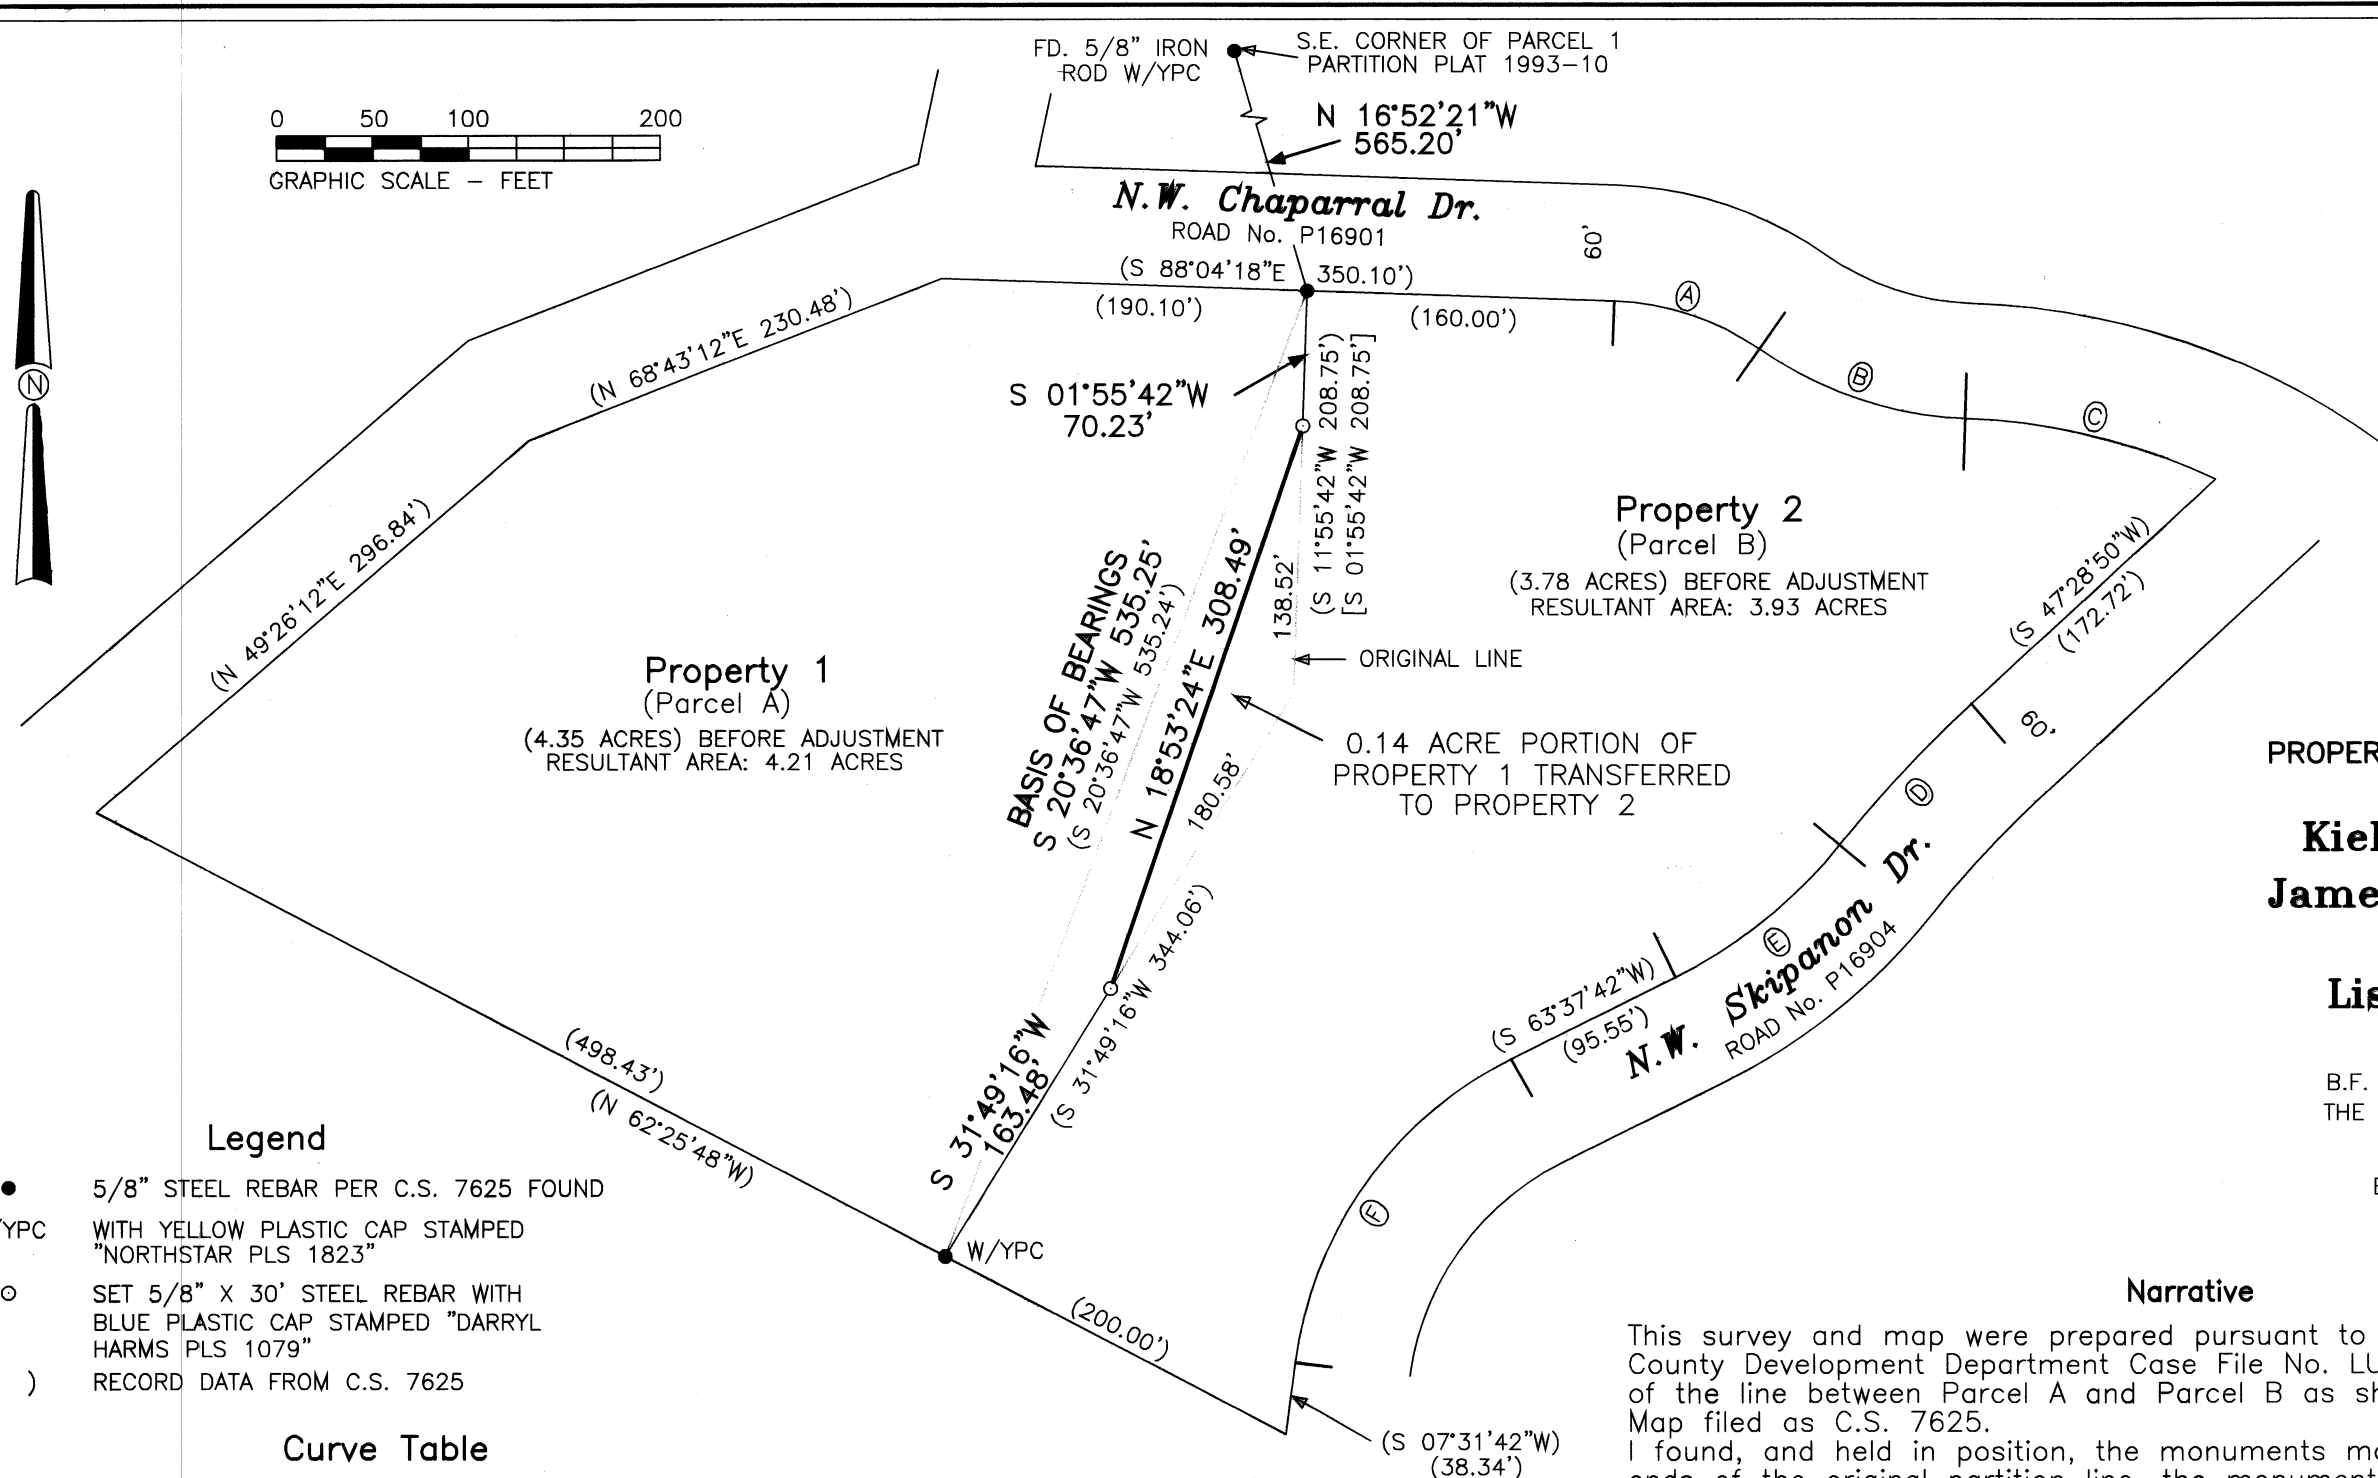 FD. 5/8” IRON
ROD W/YPC
S.E. CORNER OF PARCEL 1
PARTITION PLAT 1993-10
N 16°52'21”W
565.20'
0 50 100 200
GRAPHIC SCALE - FEET
N
N.W. Chaparral Dr.
ROAD No. P16901
60'
(S 88°04'18”E 350.10')
(190.10')
(160.00')
A
B
C
(N 68°43'12”E 230.48')
(N 49°26'12”E 296.84')
S 01°55'42”W
70.23'
(S 11°55'42”W 208.75')
[S 01°55'42”W 208.75']
138.52'
ORIGINAL LINE
Property 2
(Parcel B)
(3.78 ACRES) BEFORE ADJUSTMENT
RESULTANT AREA: 3.93 ACRES
(S 47°28'50”W)
(172.72')
60'
Property 1
(Parcel A)
(4.35 ACRES) BEFORE ADJUSTMENT
RESULTANT AREA: 4.21 ACRES
BASIS OF BEARINGS
S 20°36'47”W 535.25'
(S 20°36'47”W 535.24')
N 18°53'24”E 308.49'
180.58'
0.14 ACRE PORTION OF
PROPERTY 1 TRANSFERRED
TO PROPERTY 2
D
E
F
N.W. Skipanon Dr.
ROAD No. P16904
(S 63°37'42”W)
(95.55')
S 31°49'16”W
163.48'
(S 31°49'16”W 344.06')
(498.43')
(N 62°25'48”W)
W/YPC
(200.00')
(S 07°31'42”W)
(38.34')
PROPER
Kiel
Jame
Lis
B.F.
THE
Legend
5/8” STEEL REBAR PER C.S. 7625 FOUND
/YPC WITH YELLOW PLASTIC CAP STAMPED
"NORTHSTAR PLS 1823”
SET 5/8” X 30' STEEL REBAR WITH
BLUE PLASTIC CAP STAMPED "DARRYL
HARMS PLS 1079”
) RECORD DATA FROM C.S. 7625
Curve Table
Narrative
This survey and map were prepared pursuant to
County Development Department Case File No. LU
of the line between Parcel A and Parcel B as sh
Map filed as C.S. 7625.
I found, and held in position, the monuments ma